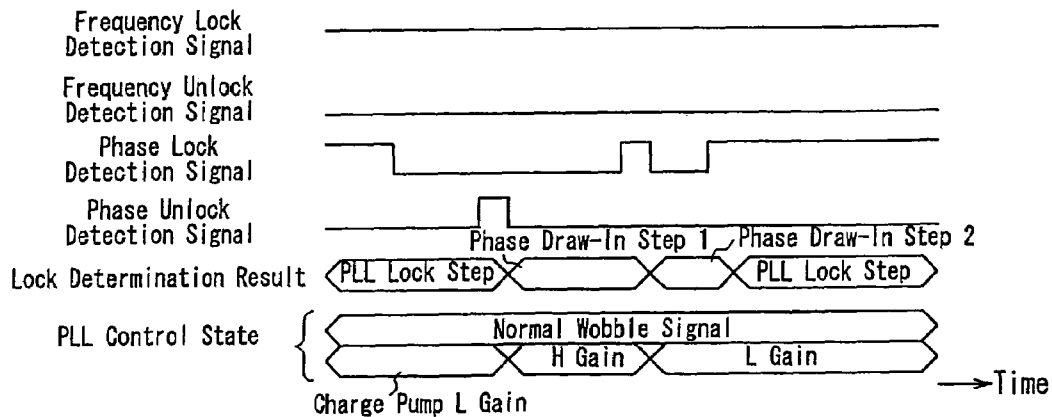 Frequency Lock
Detection Signal
Frequency Unlock
Detection Signal
Phase Lock
Detection Signal
Phase Unlock
Detection Signal
Phase Draw-In Step 1
Phase Draw-In Step 2
Lock Determination Result
PLL Lock Step
PLL Lock Step
PLL Control State
Normal Wobble Signal
H Gain
L Gain
Time
Charge Pump L Gain